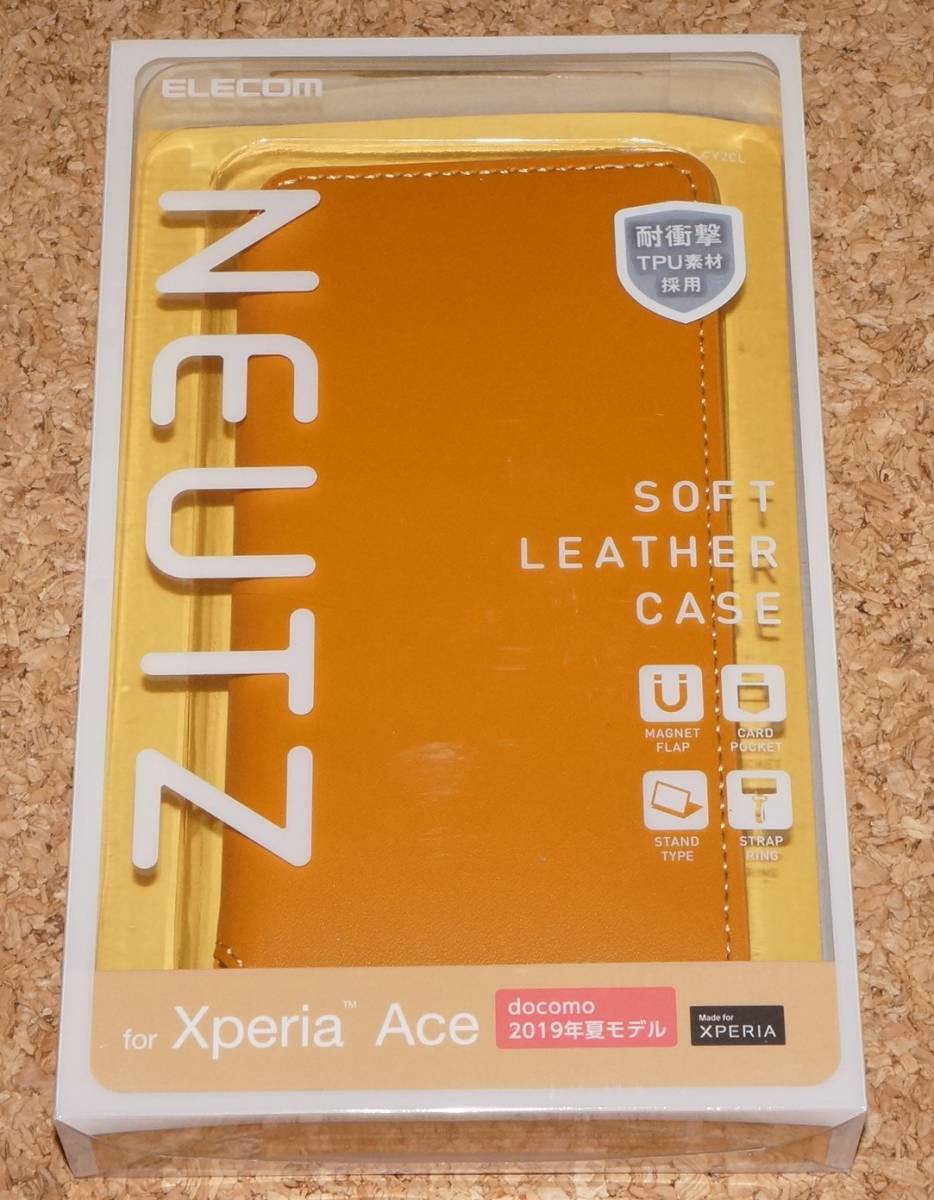 ELECOM
NEUTZ
耐衝撃
TPU素材
採用
SOFT
LEATHER
CASE
MAGNET
FLAP
CARD
POCKET
STAND
TYPE
STRAP
RING
for Xperia™ Ace
docomo
2019年夏モデル
Made for
XPERIA